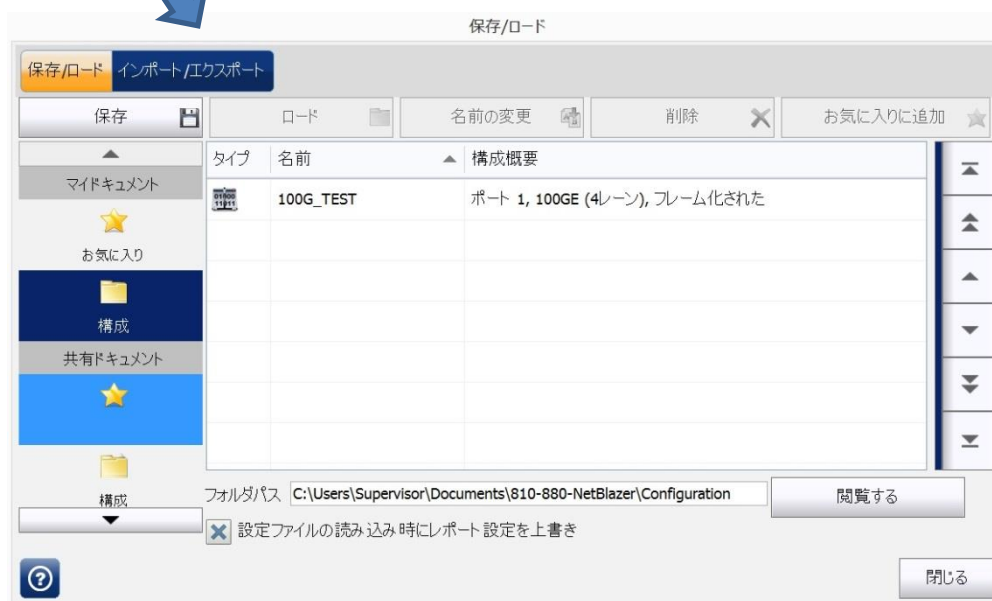 保存/ロード
保存/ロード インポート/エクスポート
保存 ロード 名前の変更 削除 お気に入りに追加
タイプ 名前 構成概要
マイドキュメント
100G_TEST ポート 1, 100GE (4レーン), フレーム化された
お気に入り
構成
共有ドキュメント
構成
フォルダパス C:\Users\Supervisor\Documents\810-880-NetBlazer\Configuration 閲覧する
設定ファイルの読み込み時にレポート設定を上書き
閉じる